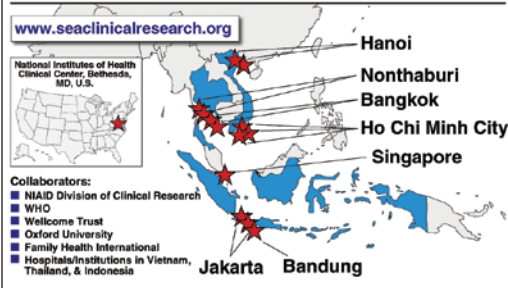 www.seaclinicalresearch.org
National Institutes of Health
Clinical Center, Bethesda,
MD, U.S.
Hanoi
Nonthaburi
Bangkok
Ho Chi Minh City
Singapore
Collaborators:
NIAID Division of Clinical Research
WHO
Wellcome Trust
Oxford University
Family Health International
Hospitals/Institutions in Vietnam,
Thailand, & Indonesia
Jakarta
Bandung